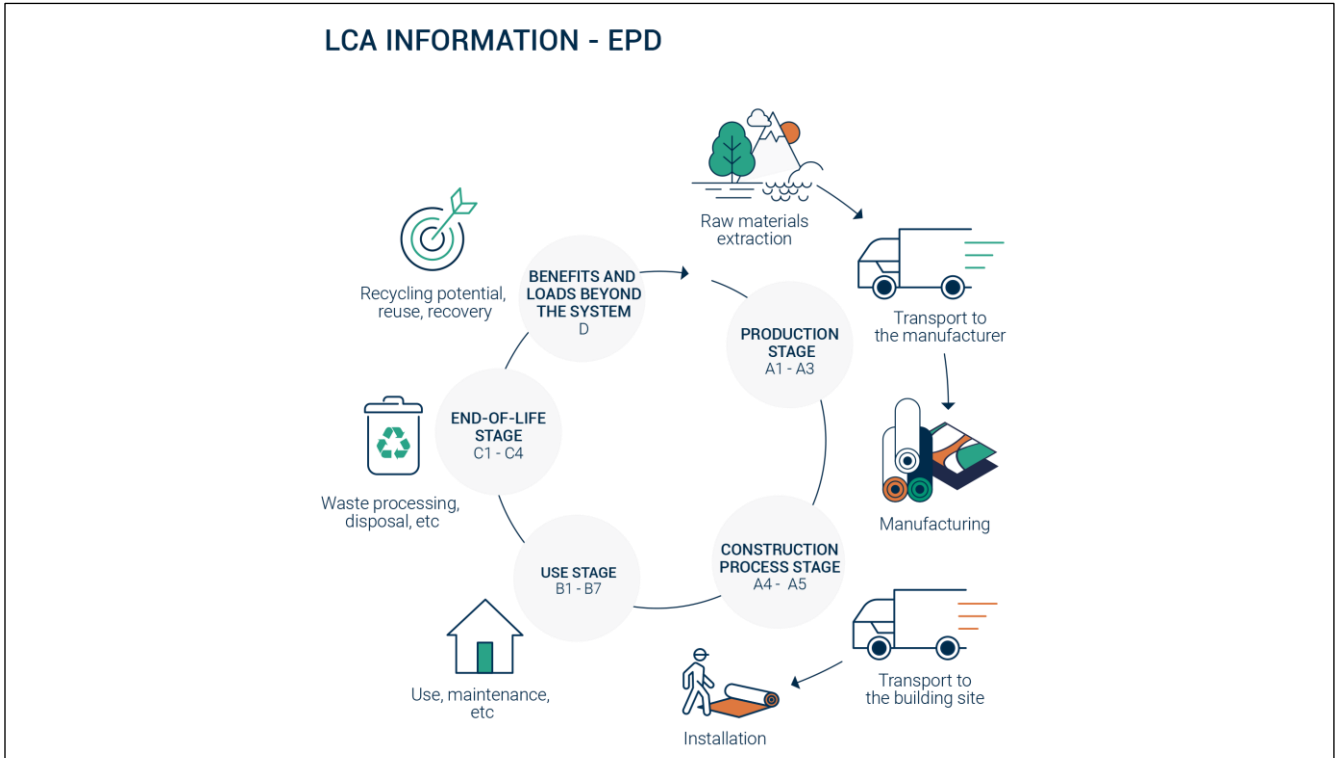 LCA INFORMATION - EPD
Raw materials
extraction
Transport to
the manufacturer
Manufacturing
Transport to
the building site
Installation
Use, maintenance,
etc
Waste processing,
disposal, etc
Recycling potential,
reuse, recovery
BENEFITS AND
LOADS BEYOND
THE SYSTEM
D
PRODUCTION
STAGE
A1 - A3
CONSTRUCTION
PROCESS STAGE
A4 - A5
USE STAGE
B1 - B7
END-OF-LIFE
STAGE
C1 - C4